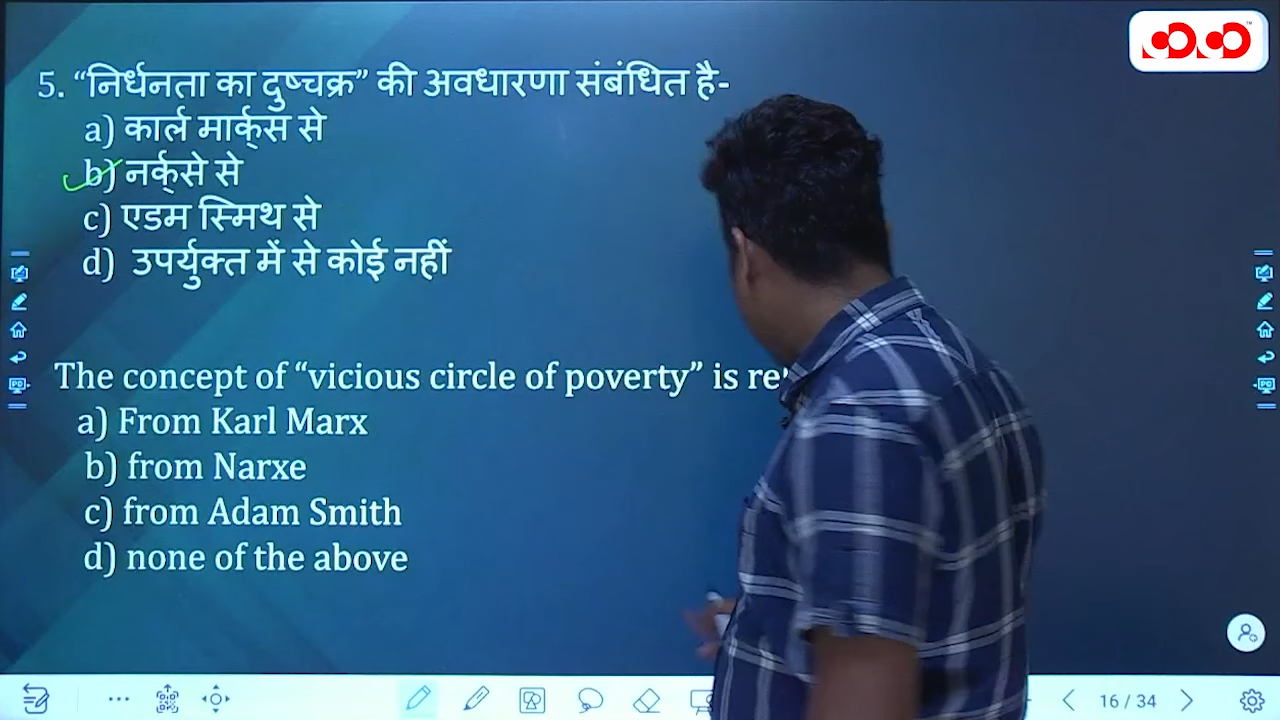 5. “निर्धनता का दुष्चक्र” की अवधारणा संबंधित है-
a) कार्ल मार्क्स से
b) नर्क्से से
c) एडम स्मिथ से
d) उपर्युक्त में से कोई नहीं
The concept of “vicious circle of poverty” is
a) From Karl Marx
b) from Narxe
c) from Adam Smith
d) none of the above
16 / 34